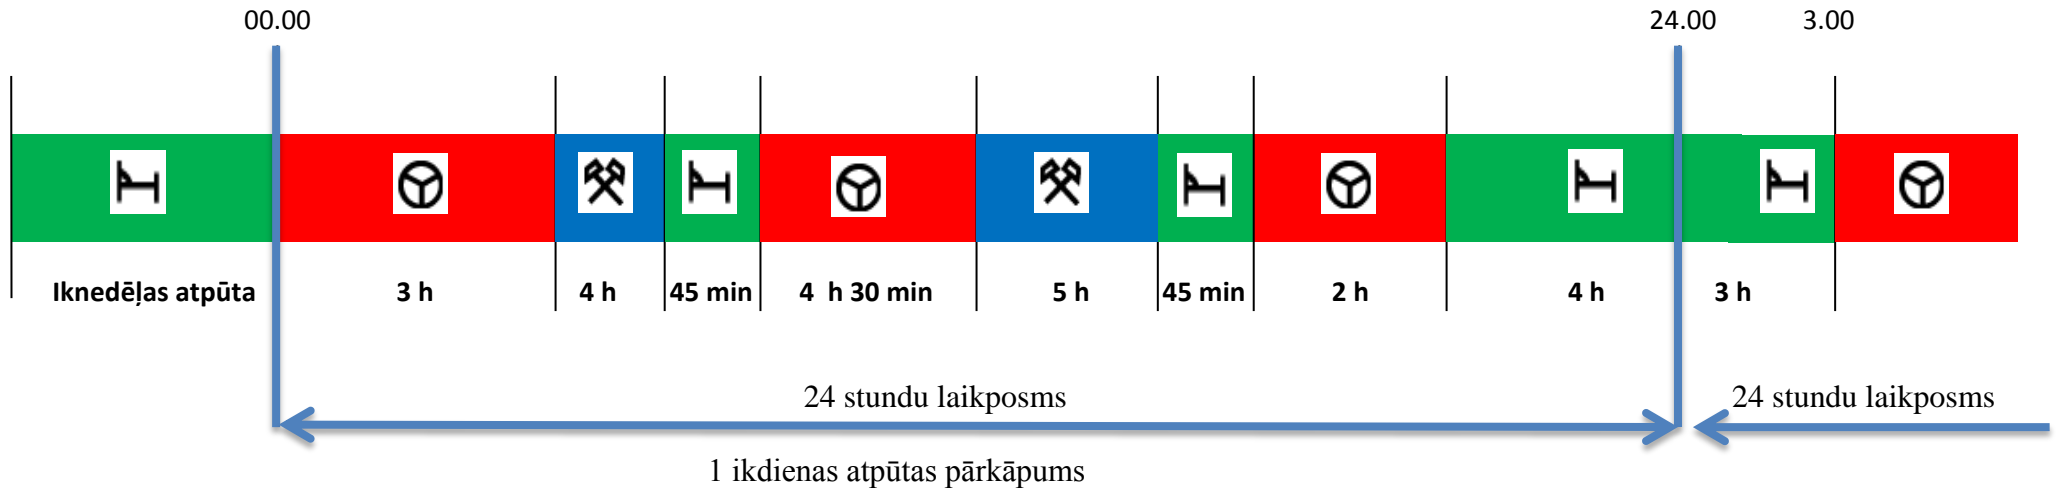 00.00 24.00 3.00
Iknedēļas atpūta 3 h 4 h 45 min 4 h 30 min 5 h 45 min 2 h 4 h 3 h
24 stundu laikposms 24 stundu laikposms
1 ikdienas atpūtas pārkāpums